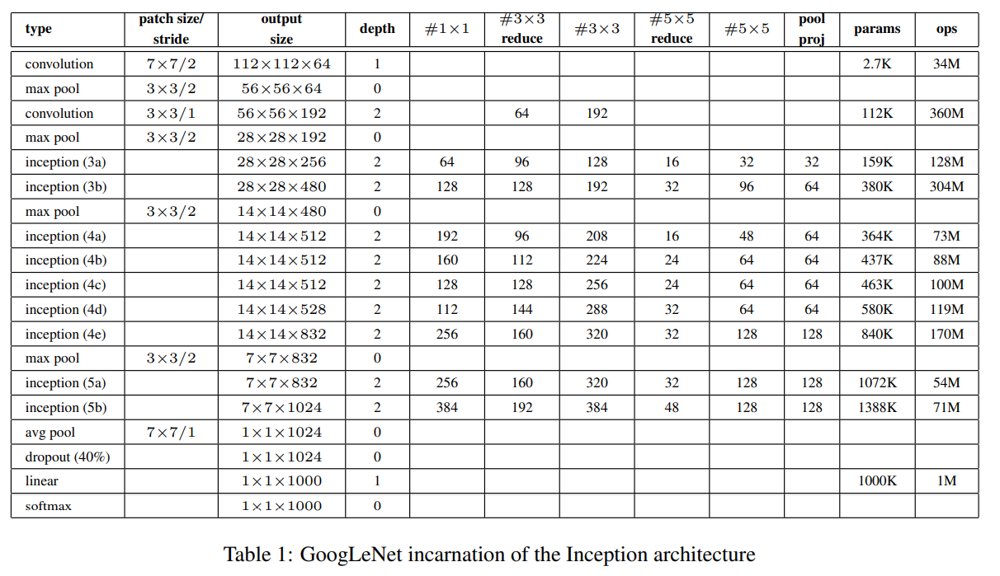 type patch size/ stride output size depth #1×1 #3×3 reduce #3×3 #5×5 reduce #5×5 pool proj params ops
convolution 7×7/2 112×112×64 1 2.7K 34M
max pool 3×3/2 56×56×64 0
convolution 3×3/1 56×56×192 2 64 192 112K 360M
max pool 3×3/2 28×28×192 0
inception (3a) 28×28×256 2 64 96 128 16 32 32 159K 128M
inception (3b) 28×28×480 2 128 128 192 32 96 64 380K 304M
max pool 3×3/2 14×14×480 0
inception (4a) 14×14×512 2 192 96 208 16 48 64 364K 73M
inception (4b) 14×14×512 2 160 112 224 24 64 64 437K 88M
inception (4c) 14×14×512 2 128 128 256 24 64 64 463K 100M
inception (4d) 14×14×528 2 112 144 288 32 64 64 580K 119M
inception (4e) 14×14×832 2 256 160 320 32 128 128 840K 170M
max pool 3×3/2 7×7×832 0
inception (5a) 7×7×832 2 256 160 320 32 128 128 1072K 54M
inception (5b) 7×7×1024 2 384 192 384 48 128 128 1388K 71M
avg pool 7×7/1 1×1×1024 0
dropout (40%) 1×1×1024 0
linear 1×1×1000 1 1000K 1M
softmax 1×1×1000 0
Table 1: GoogLeNet incarnation of the Inception architecture